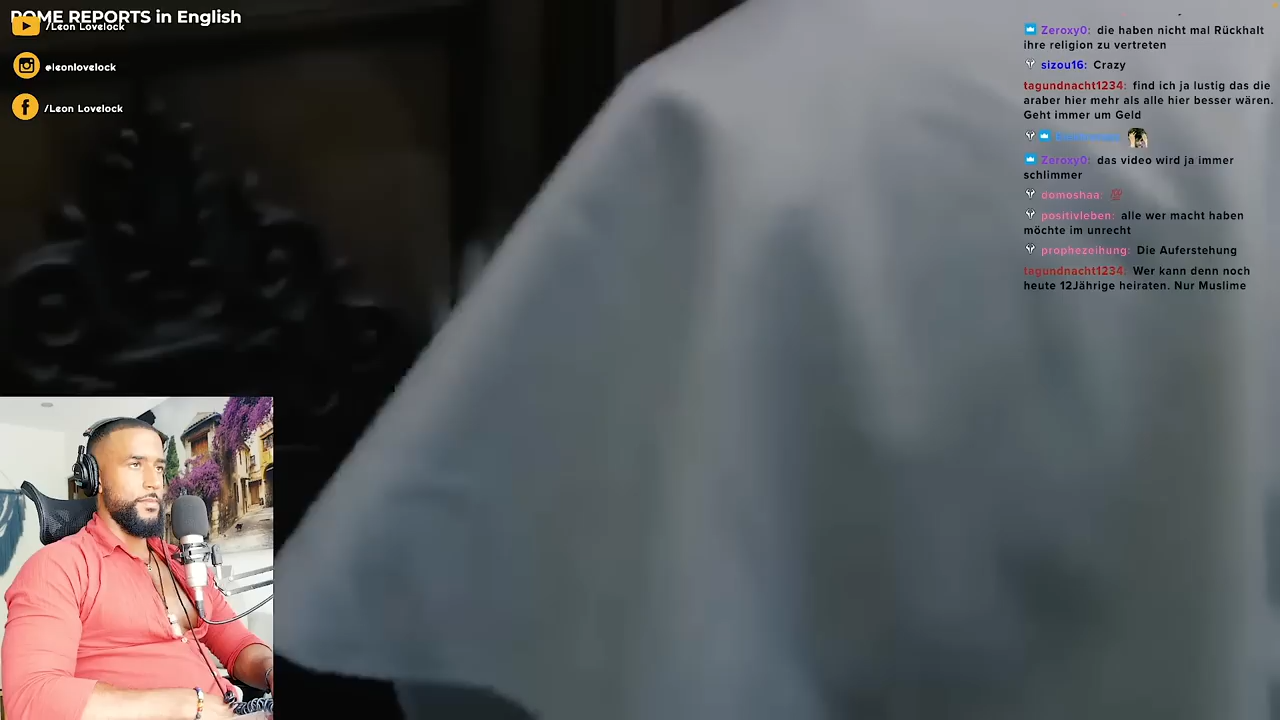 ROME REPORTS in English
/Leon Lovelock
@leonlovelock
/Leon Lovelock
Zeroxy0: die haben nicht mal Rückhalt
ihre religion zu vertreten
sizou16: Crazy
tagundnacht1234: find ich ja lustig das die
araber hier mehr als alle hier besser wären.
Geht immer um Geld
Zeroxy0: das video wird ja immer
schlimmer
domoshaa:
positivleben: alle wer macht haben
möchte im unrecht
prophezeihung: Die Auferstehung
tagundnacht1234: Wer kann denn noch
heute 12Jährige heiraten. Nur Muslime